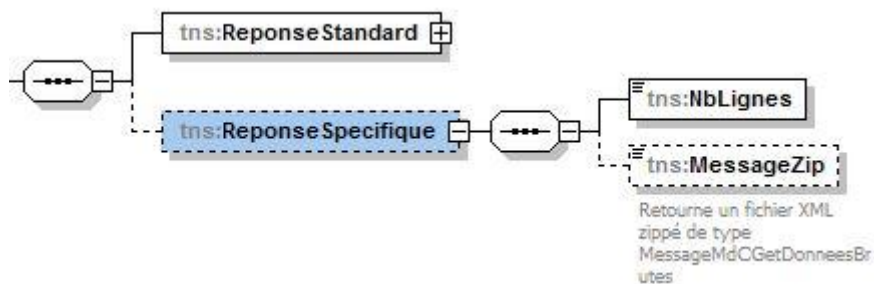 tns:ReponseStandard
tns:ReponseSpecifique
tns:NbLignes
tns:MessageZip
Retourne un fichier XML
zippé de type
MessageMdCGetDonneesBr
utes